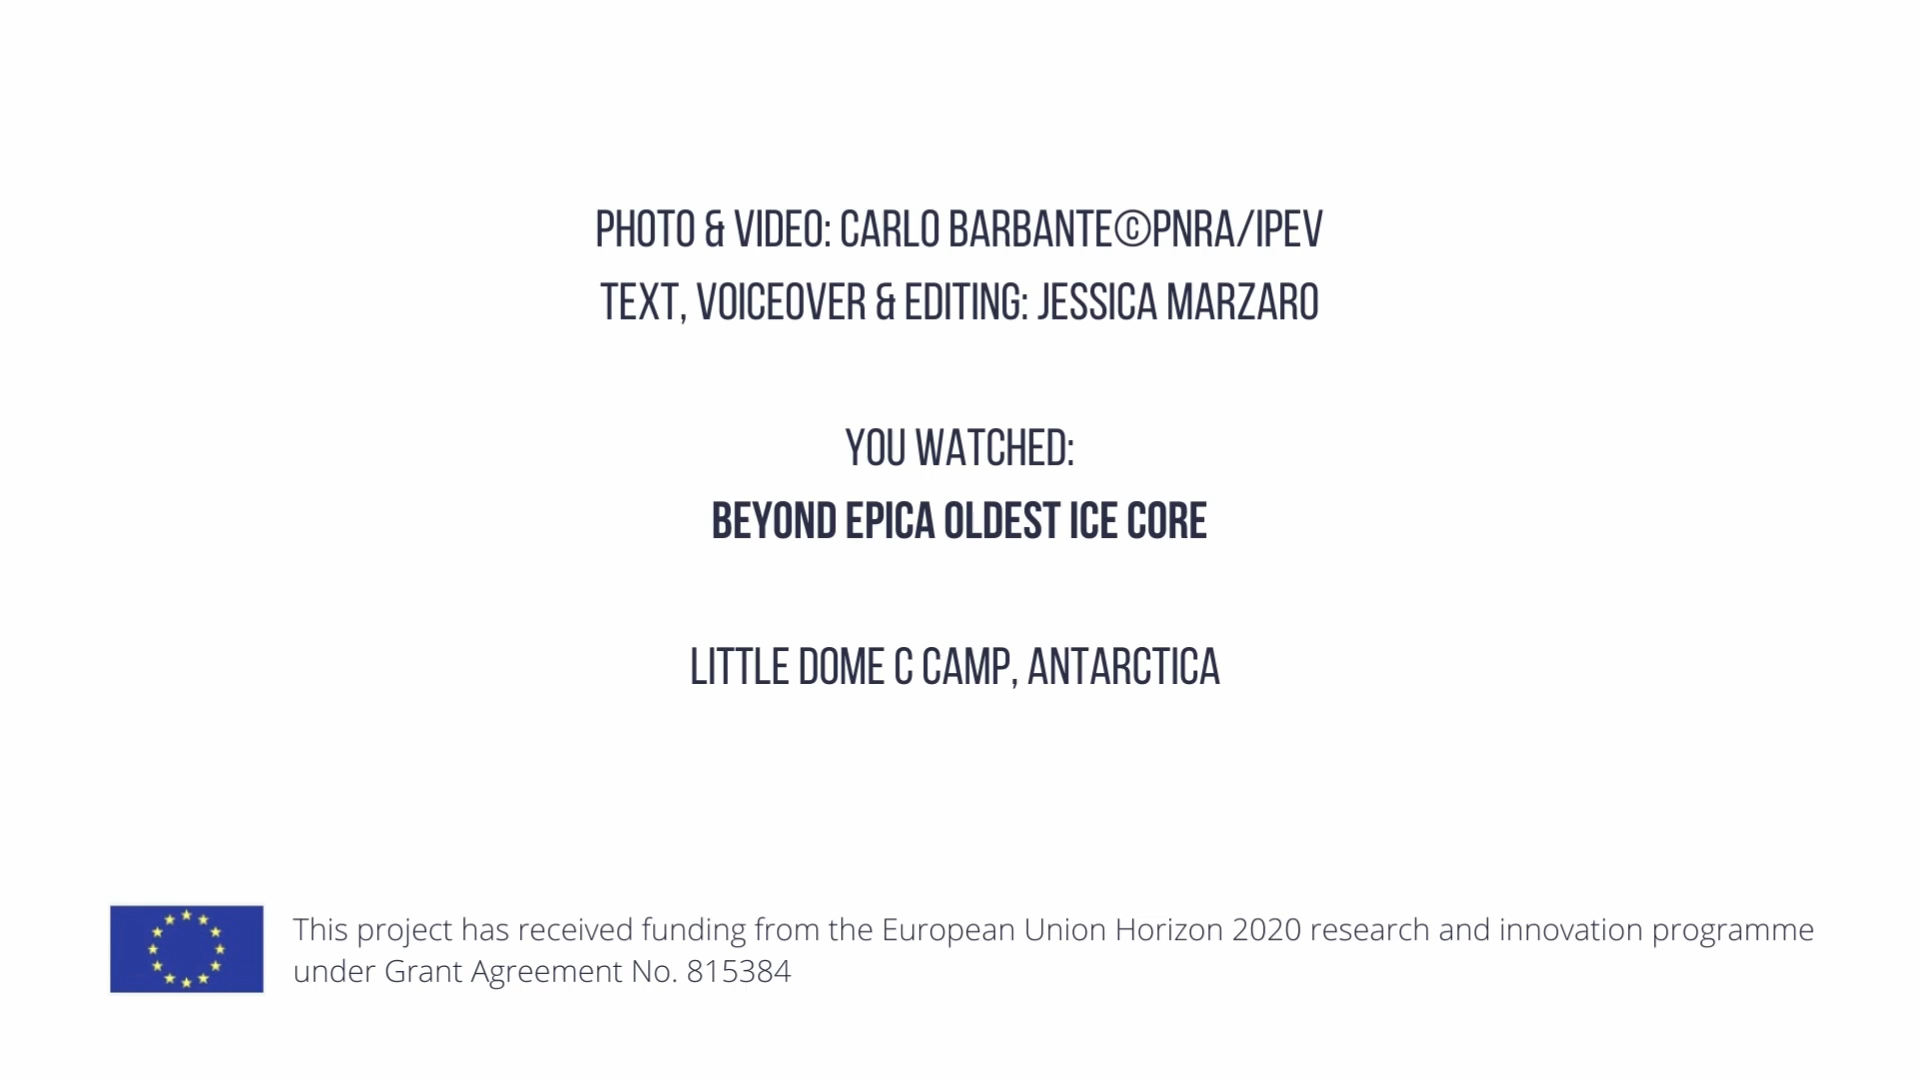 PHOTO & VIDEO: CARLO BARBANTE©PNRA/IPEV
TEXT, VOICEOVER & EDITING: JESSICA MARZARO
YOU WATCHED:
BEYOND EPICA OLDEST ICE CORE
LITTLE DOME C CAMP, ANTARCTICA
This project has received funding from the European Union Horizon 2020 research and innovation programme
under Grant Agreement No. 815384